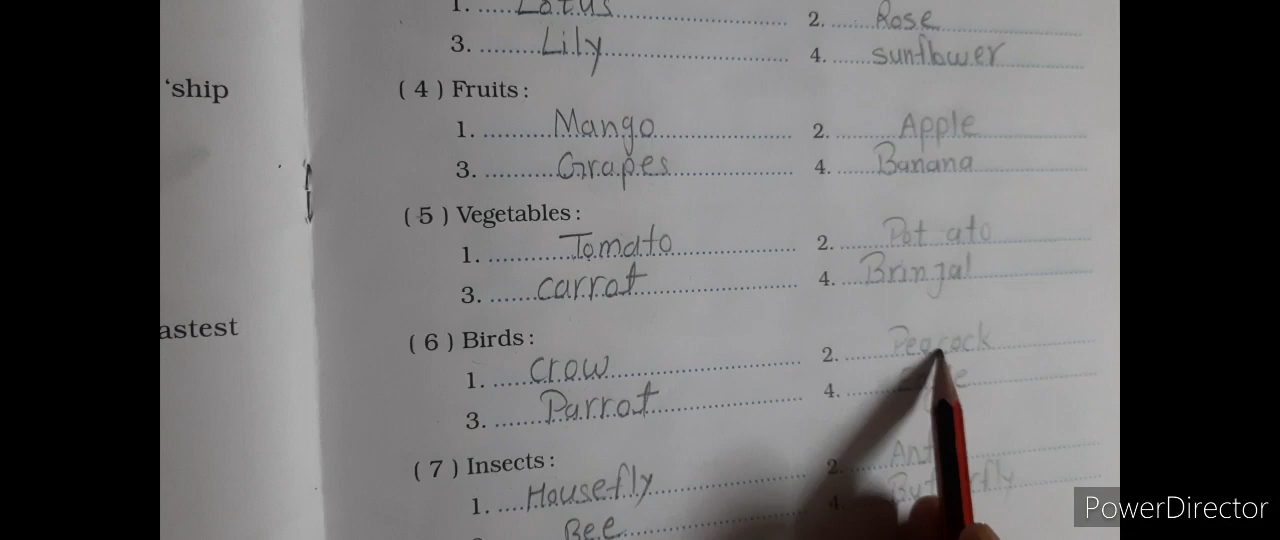 1. Lotus 2. Rose
3. Lily 4. sunflower
'ship
( 4 ) Fruits :
1. Mango 2. Apple
3. Grapes 4. Banana
( 5 ) Vegetables :
1. Tomato 2. Potato
3. carrot 4. Brinjal
astest
( 6 ) Birds :
1. crow 2. Peacock
3. Parrot 4.
( 7 ) Insects :
1. Housefly 2. Ant
Bee 4. Butterfly
PowerDirector